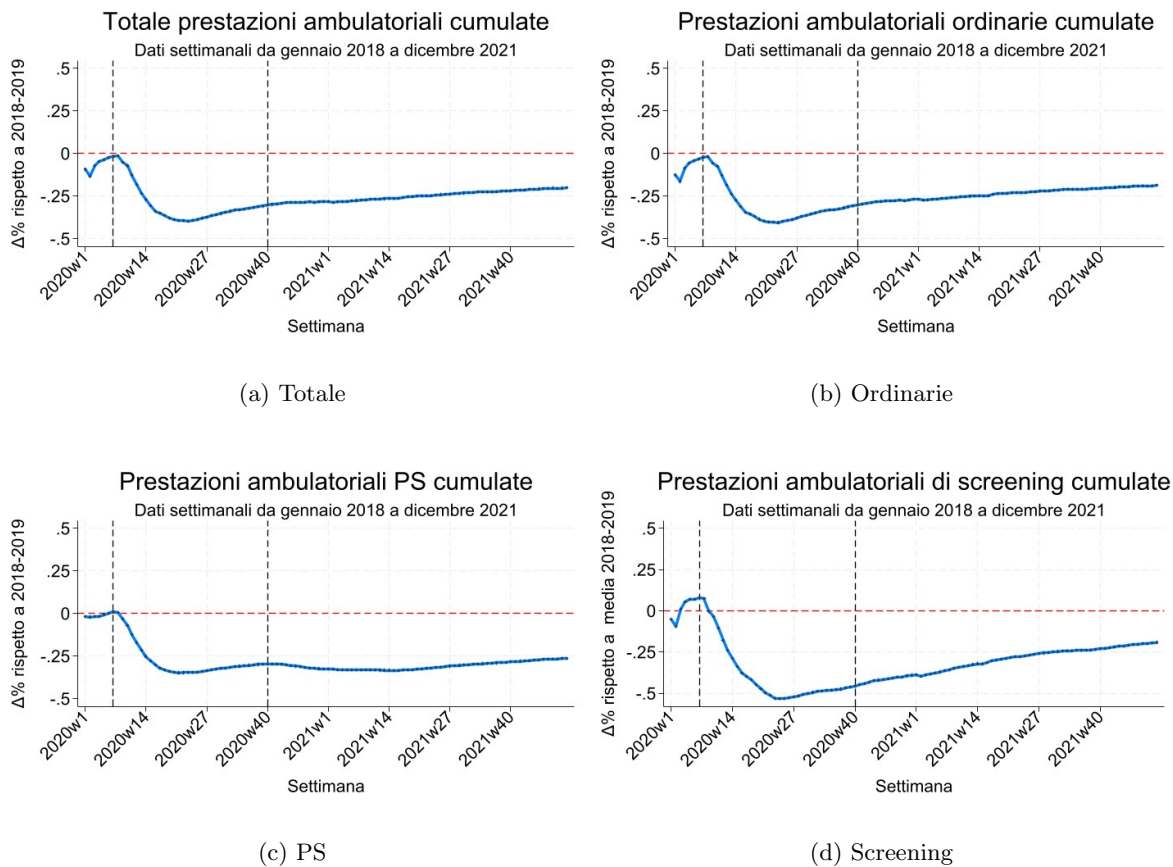 Totale prestazioni ambulatoriali cumulate
Dati settimanali da gennaio 2018 a dicembre 2021
Δ% rispetto a 2018-2019
.5
.25
0
-.25
-.5
2020w1
2020w14
2020w27
2020w40
2021w1
2021w14
2021w40
Settimana
(a) Totale
Prestazioni ambulatoriali ordinarie cumulate
Dati settimanali da gennaio 2018 a dicembre 2021
Δ% rispetto a 2018-2019
.5
.25
0
-.25
-.5
2020w1
2020w14
2020w27
2020w40
2021w1
2021w14
2021w27
2021w40
Settimana
(b) Ordinarie
Prestazioni ambulatoriali PS cumulate
Dati settimanali da gennaio 2018 a dicembre 2021
Δ% rispetto a 2018-2019
.5
.25
0
-.25
-.5
2020w1
2020w14
2020w27
2020w40
2021w1
2021w14
2021w27
2021w40
Settimana
(c) PS
Prestazioni ambulatoriali di screening cumulate
Dati settimanali da gennaio 2018 a dicembre 2021
Δ% rispetto a media 2018-2019
.5
.25
0
-.25
-.5
2020w1
2020w14
2020w27
2020w40
2021w1
2021w14
2021w27
2021w40
Settimana
(d) Screening